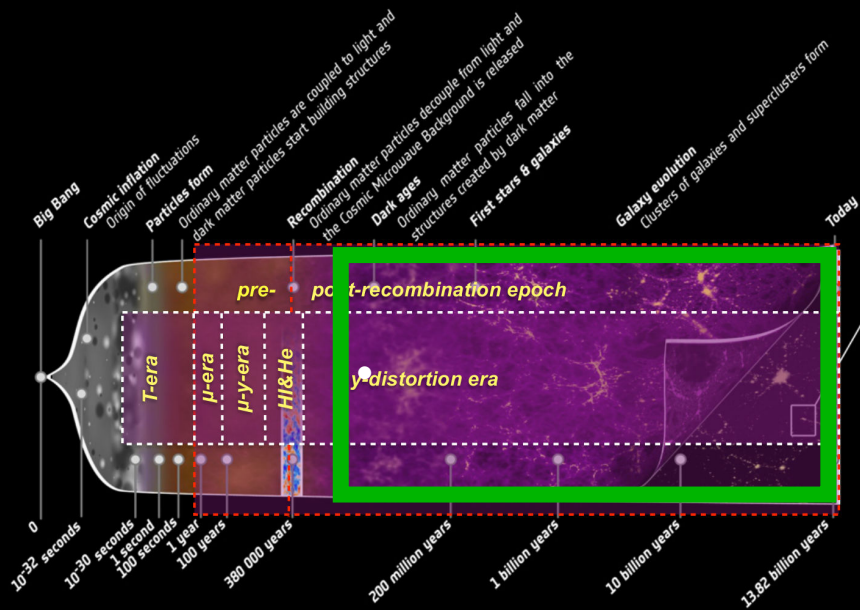 Big Bang
Cosmic inflation
Origin of fluctuations
Particles form
Ordinary matter particles are coupled to light and
dark matter particles start building structures
Recombination
Ordinary matter particles decouple from light and
the Cosmic Microwave Background is released
Dark ages
Ordinary matter particles fall into the
structures created by dark matter
First stars & galaxies
Galaxy evolution
Clusters of galaxies and superclusters form
Today
pre-
post-recombination epoch
T-era
μ-era
μ-y-era
HI&He
y-distortion era
0
10-32 seconds
10-30 seconds
1 second
100 seconds
1 year
100 years
380 000 years
200 million years
1 billion years
10 billion years
13.82 billion years